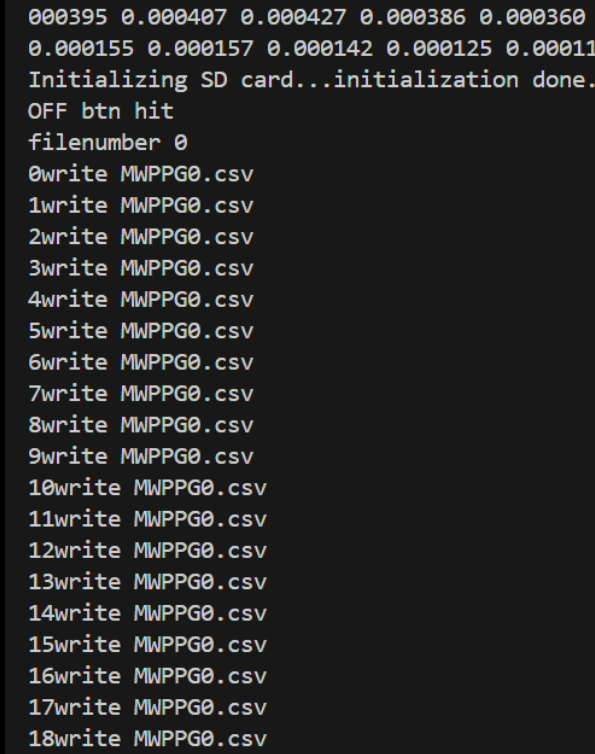 000395 0.000407 0.000427 0.000386 0.000360
0.000155 0.000157 0.000142 0.000125 0.00011
Initializing SD card...initialization done.
OFF btn hit
filenumber 0
0write MWPPG0.csv
1write MWPPG0.csv
2write MWPPG0.csv
3write MWPPG0.csv
4write MWPPG0.csv
5write MWPPG0.csv
6write MWPPG0.csv
7write MWPPG0.csv
8write MWPPG0.csv
9write MWPPG0.csv
10write MWPPG0.csv
11write MWPPG0.csv
12write MWPPG0.csv
13write MWPPG0.csv
14write MWPPG0.csv
15write MWPPG0.csv
16write MWPPG0.csv
17write MWPPG0.csv
18write MWPPG0.csv